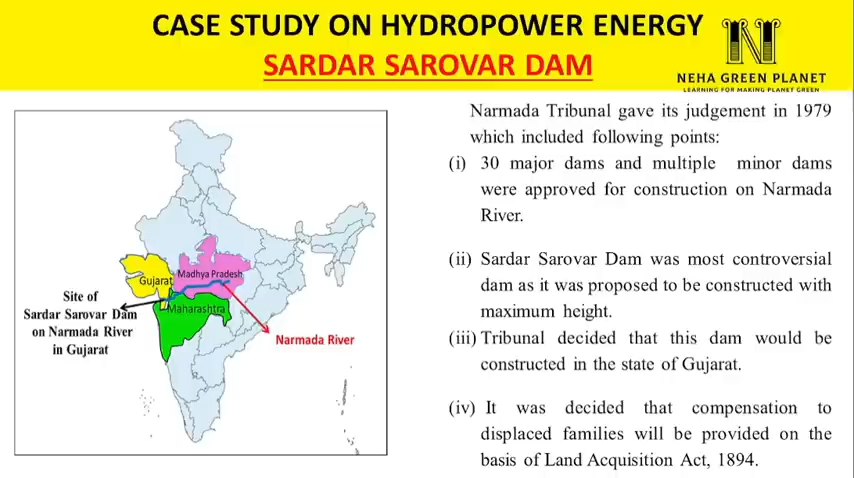 CASE STUDY ON HYDROPOWER ENERGY
SARDAR SAROVAR DAM
N
NEHA GREEN PLANET
LEARNING FOR MAKING PLANET GREEN
Gujarat
Madhya Pradesh
Maharashtra
Site of
Sardar Sarovar Dam
on Narmada River
in Gujarat
Narmada River
Narmada Tribunal gave its judgement in 1979
which included following points:
(i) 30 major dams and multiple minor dams
were approved for construction on Narmada
River.
(ii) Sardar Sarovar Dam was most controversial
dam as it was proposed to be constructed with
maximum height.
(iii) Tribunal decided that this dam would be
constructed in the state of Gujarat.
(iv) It was decided that compensation to
displaced families will be provided on the
basis of Land Acquisition Act, 1894.